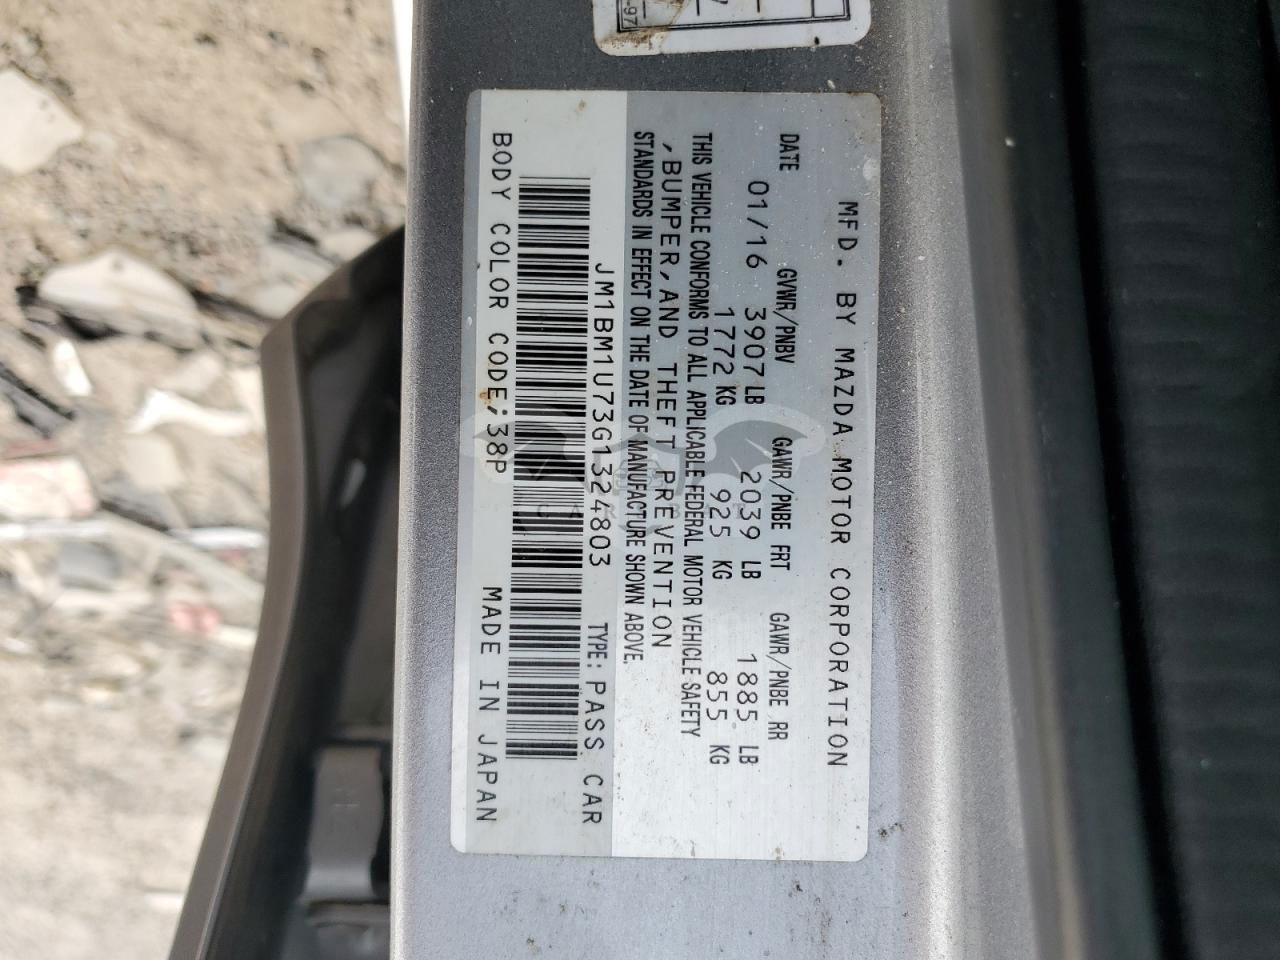 MFD. BY MAZDA MOTOR CORPORATION
DATE GVWR/PNBV GAWR/PNBE FRT GAWR/PNBE RR
01/16 3907 LB 2039 LB 1885 LB
1772 KG 925 KG 855 KG
THIS VEHICLE CONFORMS TO ALL APPLICABLE FEDERAL MOTOR VEHICLE SAFETY
,BUMPER,AND THEFT PREVENTION
STANDARDS IN EFFECT ON THE DATE OF MANUFACTURE SHOWN ABOVE.
JM1BM1U73G1324803 TYPE: PASS CAR
BODY COLOR CODE:38P MADE IN JAPAN